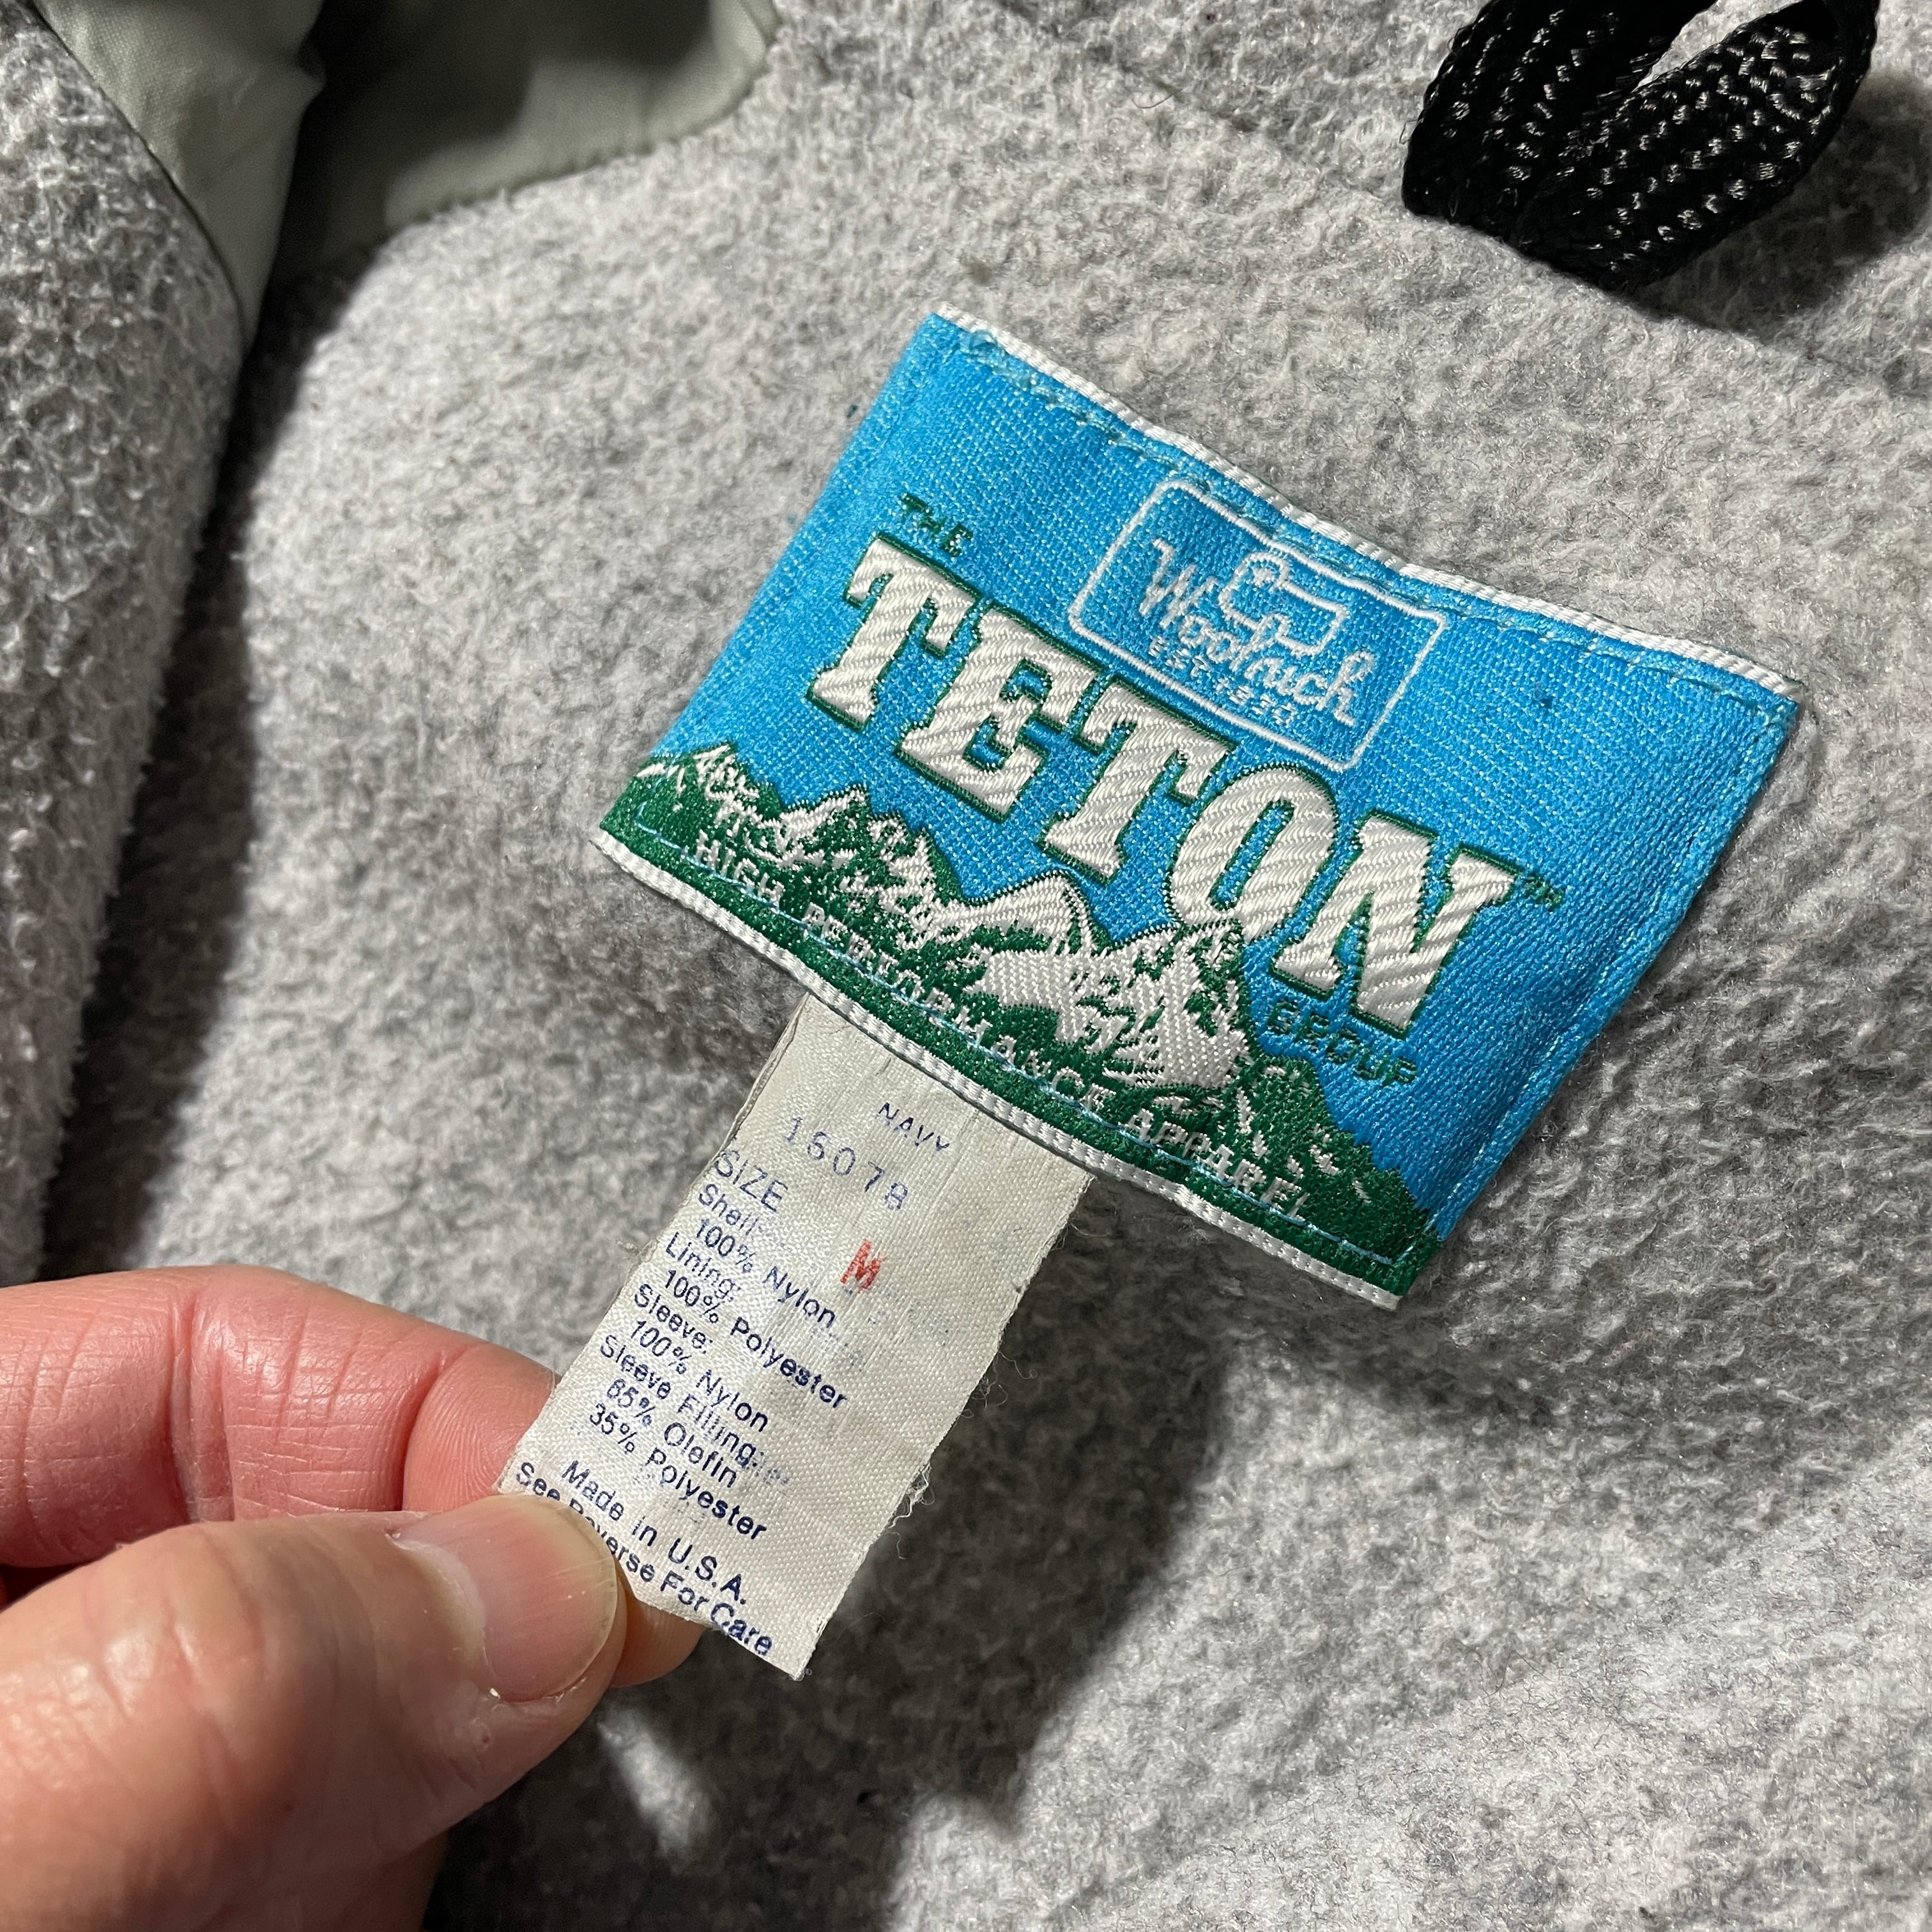 Woolrich
EST. 1830
THE
TETON™
GROUP
HIGH PERFORMANCE APPAREL
NAVY
16078
SIZE
M
Shell:
100% Nylon
Lining:
100% Polyester
Sleeve:
100% Nylon
Sleeve Filling:
65% Olefin
35% Polyester
Made in U.S.A.
See Reverse For Care